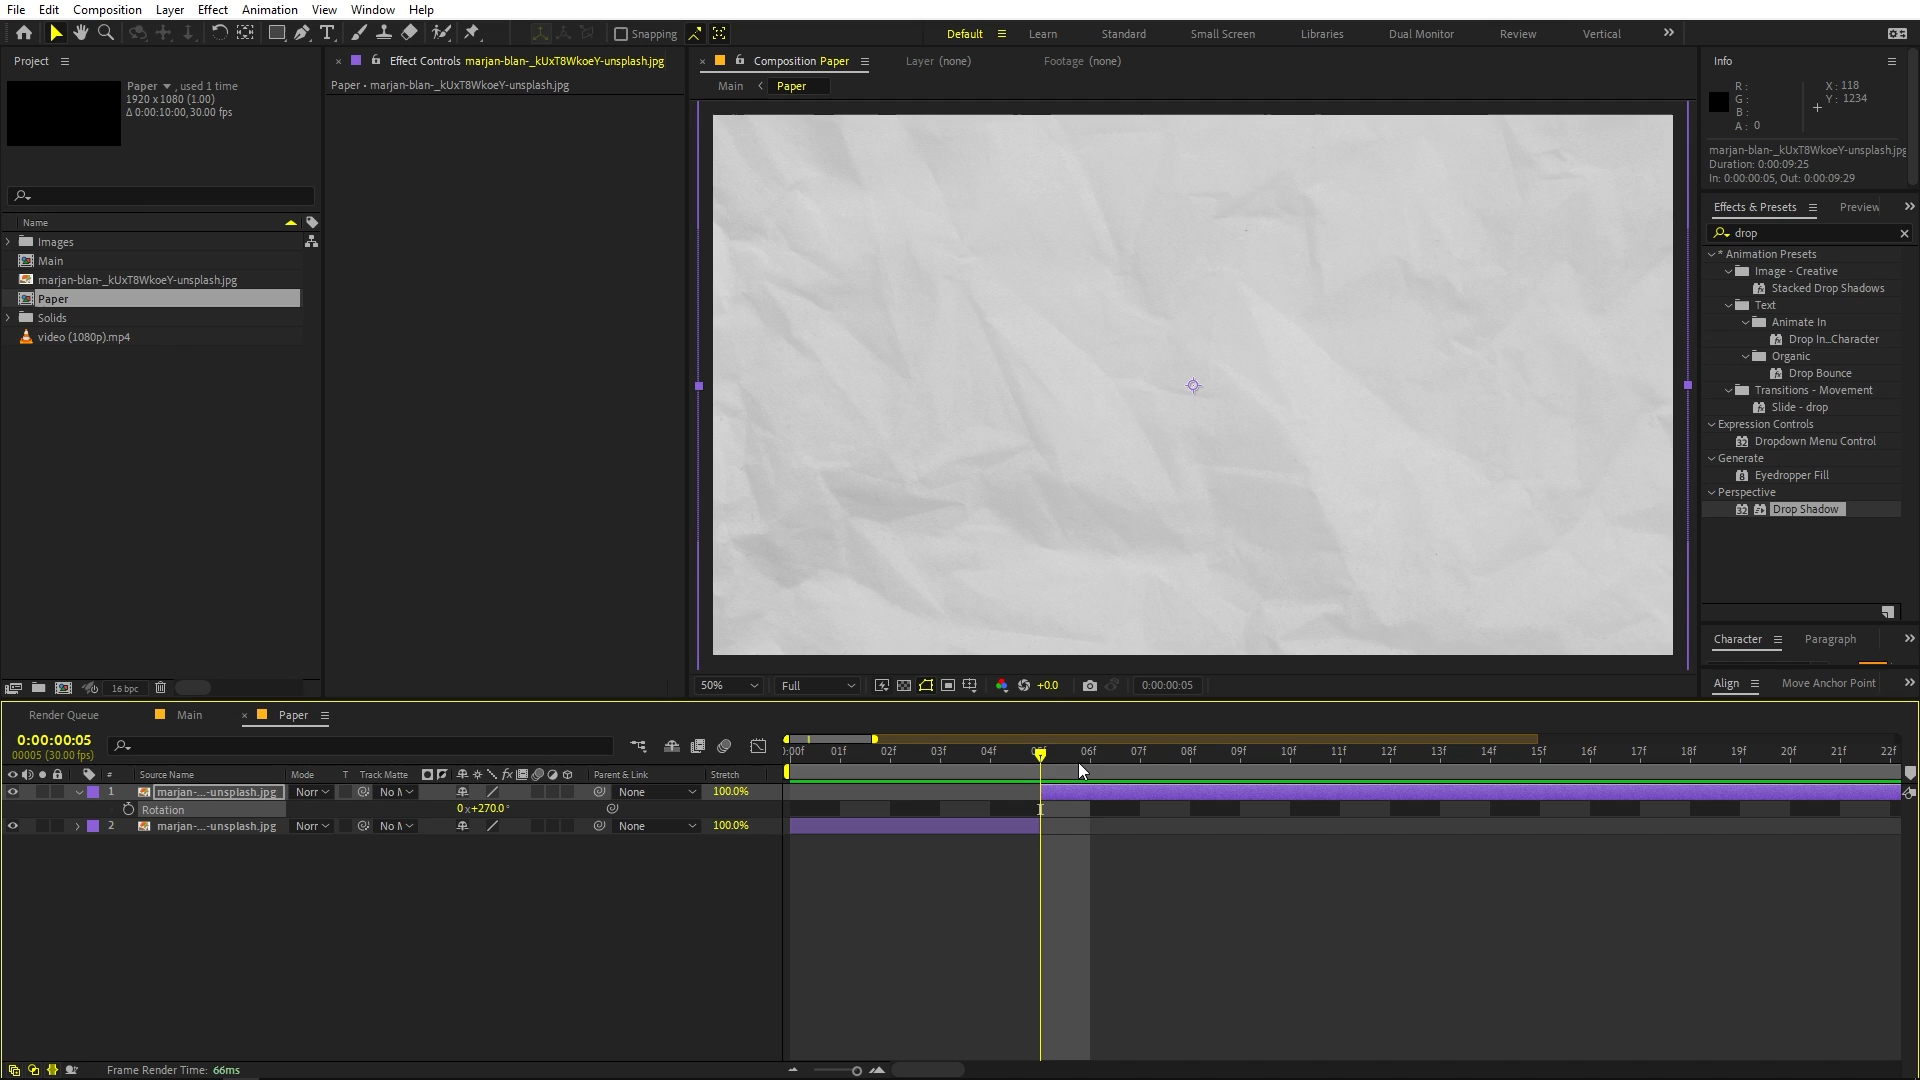 File Edit Composition Layer Effect Animation View Window Help
Snapping
Default Learn Standard Small Screen Libraries Dual Monitor Review Vertical
Project
Paper , used 1 time
1920 x 1080 (1.00)
Δ 0:00:10:00, 30.00 fps
Name
Images
Main
marjan-blan-_kUxT8WkoeY-unsplash.jpg
Paper
Solids
video (1080p).mp4
16 bpc
Effect Controls marjan-blan-_kUxT8WkoeY-unsplash.jpg
Paper • marjan-blan-_kUxT8WkoeY-unsplash.jpg
Composition Paper Layer (none) Footage (none)
Main Paper
50% Full +0.0 0:00:00:05
Info
R :
G :
B :
A : 0
X : 118
Y : 1234
marjan-blan-_kUxT8WkoeY-unsplash.jpg
Duration: 0:00:09:25
In: 0:00:00:05, Out: 0:00:09:29
Effects & Presets Preview
drop
* Animation Presets
Image - Creative
Stacked Drop Shadows
Text
Animate In
Drop In...Character
Organic
Drop Bounce
Transitions - Movement
Slide - drop
Expression Controls
Dropdown Menu Control
Generate
Eyedropper Fill
Perspective
Drop Shadow
Character Paragraph
Align Move Anchor Point
Render Queue Main Paper
0:00:00:05
00005 (30.00 fps)
:00f 01f 02f 03f 04f 05f 06f 07f 08f 09f 10f 11f 12f 13f 14f 15f 16f 17f 18f 19f 20f 21f 22f
# Source Name Mode T Track Matte Parent & Link Stretch
1 marjan-...-unsplash.jpg Norr No M None 100.0%
Rotation 0x+270.0°
2 marjan-...-unsplash.jpg Norr No M None 100.0%
Frame Render Time: 66ms